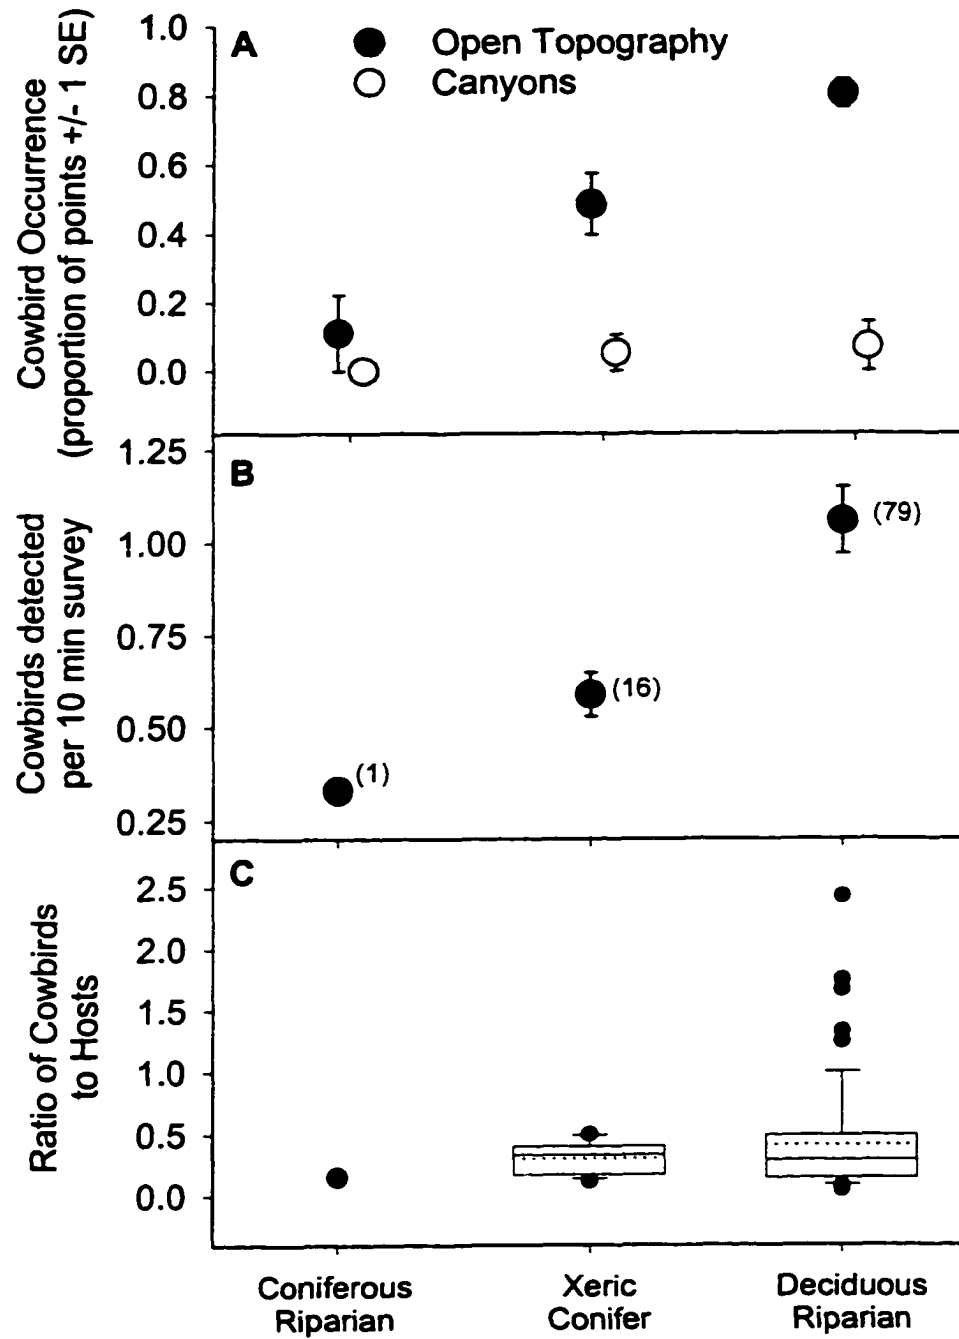 A
Open Topography
Canyons
Cowbird Occurrence
(proportion of points +/- 1 SE)
1.0
0.8
0.6
0.4
0.2
0.0
B
Cowbirds detected
per 10 min survey
1.25
1.00
0.75
0.50
0.25
(1)
(16)
(79)
C
Ratio of Cowbirds
to Hosts
2.5
2.0
1.5
1.0
0.5
0.0
Coniferous
Riparian
Xeric
Conifer
Deciduous
Riparian